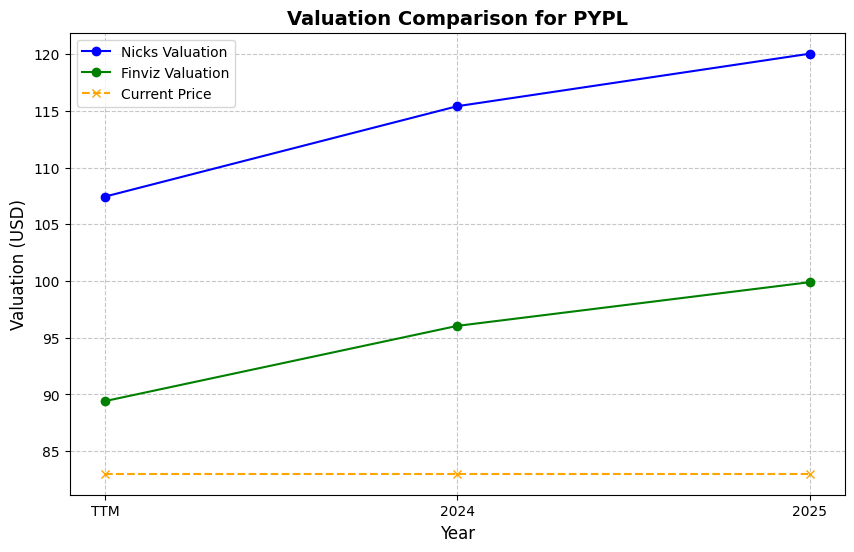 Valuation Comparison for PYPL
Nicks Valuation
Finviz Valuation
Current Price
Valuation (USD)
120
115
110
105
100
95
90
85
TTM
2024
2025
Year